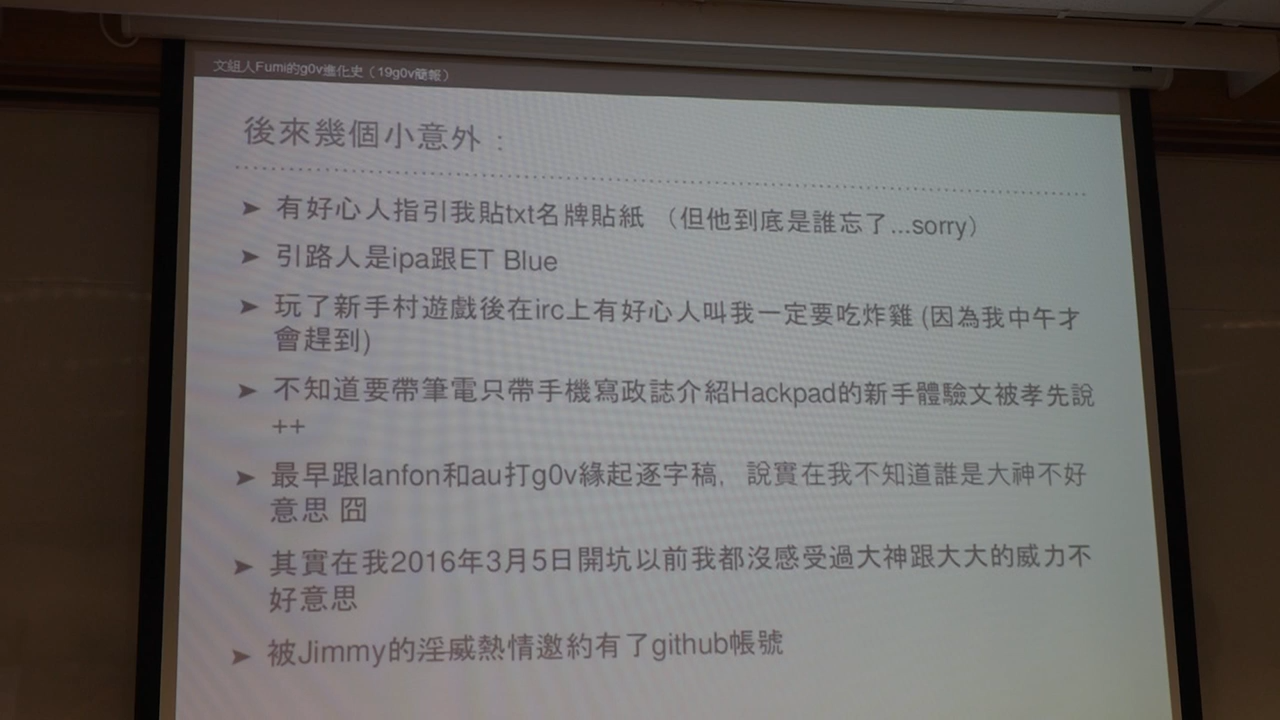 文組人Fumi的g0v進化史（19g0v簡報）
後來幾個小意外：
➤ 有好心人指引我貼txt名牌貼紙 （但他到底是誰忘了...sorry）
➤ 引路人是ipa跟ET Blue
➤ 玩了新手村遊戲後在irc上有好心人叫我一定要吃炸雞 (因為我中午才
會趕到)
➤ 不知道要帶筆電只帶手機寫政誌介紹Hackpad的新手體驗文被孝先說
++
➤ 最早跟lanfon和au打g0v緣起逐字稿，說實在我不知道誰是大神不好
意思 囧
➤ 其實在我2016年3月5日開坑以前我都沒感受過大神跟大大的威力不
好意思
➤ 被Jimmy的淫威熱情邀約有了github帳號